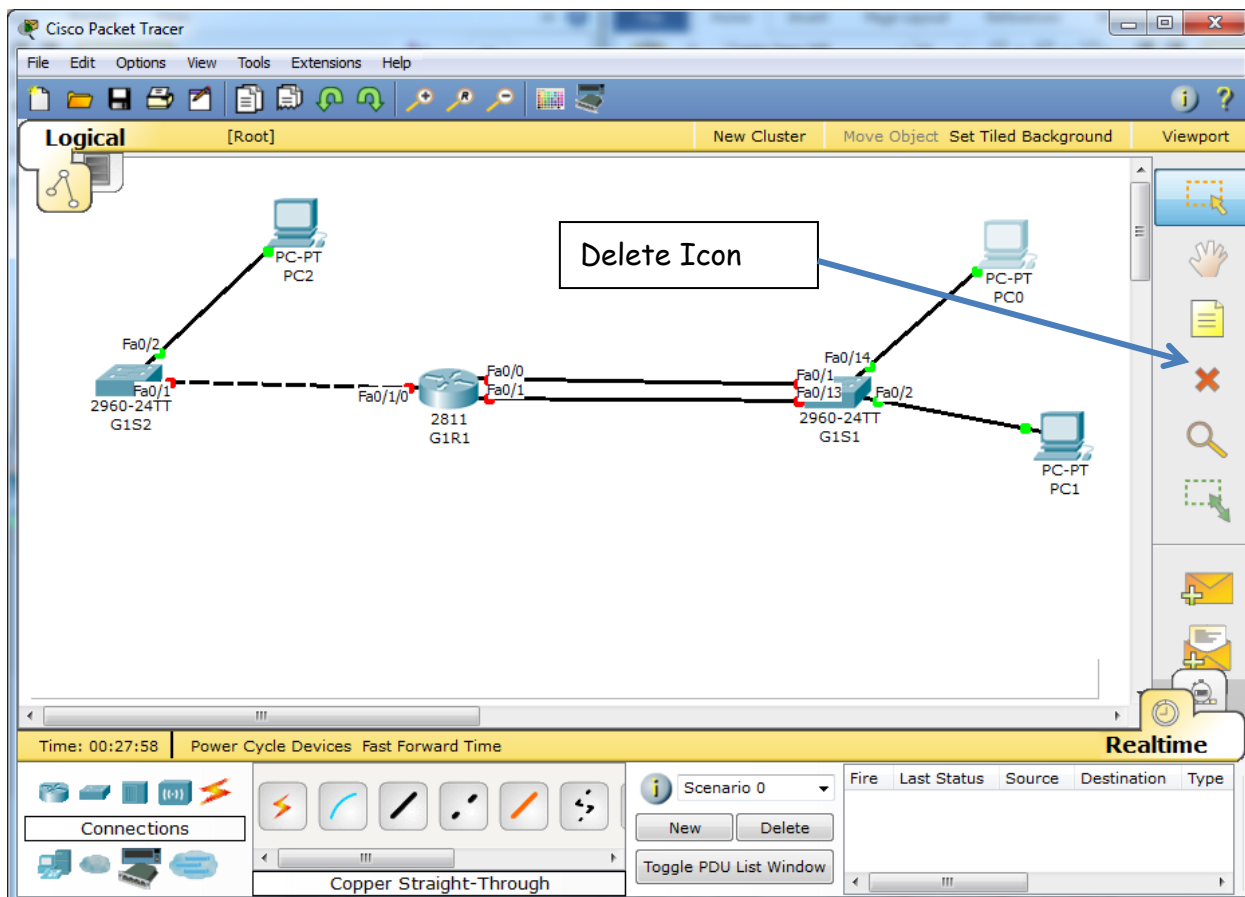 Cisco Packet Tracer
File Edit Options View Tools Extensions Help
Logical [Root] New Cluster Move Object Set Tiled Background Viewport
Delete Icon
PC-PT
PC2
PC-PT
PC0
Fa0/2
Fa0/1
2960-24TT
G1S2
Fa0/1/0
Fa0/0
Fa0/1
2811
G1R1
Fa0/14
Fa0/1
Fa0/13
Fa0/2
2960-24TT
G1S1
PC-PT
PC1
Time: 00:27:58 Power Cycle Devices Fast Forward Time Realtime
Connections
Copper Straight-Through
Scenario 0
New Delete
Toggle PDU List Window
Fire Last Status Source Destination Type